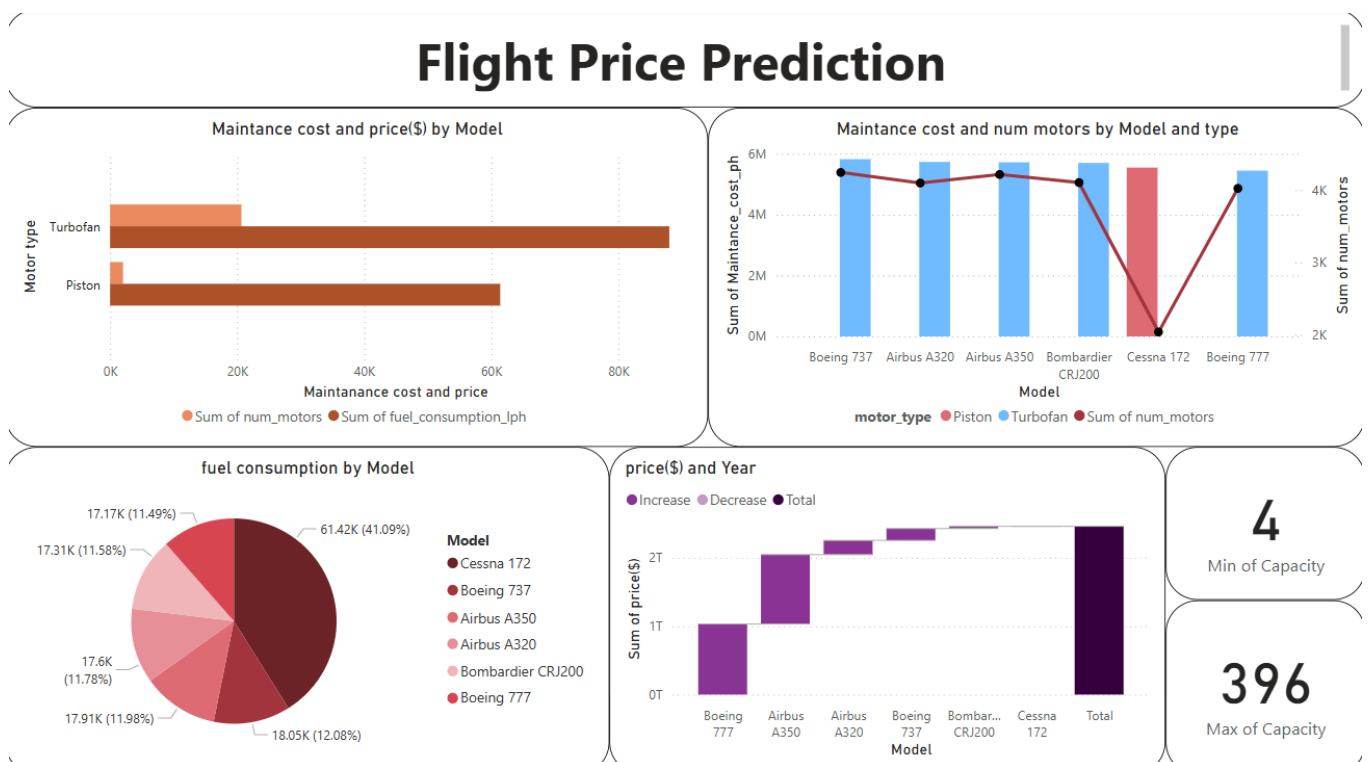 Flight Price Prediction
Maintance cost and price($) by Model
Motor type
Turbofan
Piston
0K 20K 40K 60K 80K
Maintanance cost and price
Sum of num_motors Sum of fuel_consumption_lph
Maintance cost and num motors by Model and type
Sum of Maintance_cost_ph
6M
4M
2M
0M
4K
3K
2K
Sum of num_motors
Boeing 737 Airbus A320 Airbus A350 Bombardier Cessna 172 Boeing 777
CRJ200
Model
motor_type Piston Turbofan Sum of num_motors
fuel consumption by Model
17.17K (11.49%)
61.42K (41.09%)
17.31K (11.58%)
17.6K
(11.78%)
17.91K (11.98%)
18.05K (12.08%)
Model
Cessna 172
Boeing 737
Airbus A350
Airbus A320
Bombardier CRJ200
Boeing 777
price($) and Year
Increase Decrease Total
Sum of price($)
2T
1T
0T
Boeing Airbus Airbus Boeing Bombar... Cessna Total
777 A350 A320 737 CRJ200 172
Model
4
Min of Capacity
396
Max of Capacity